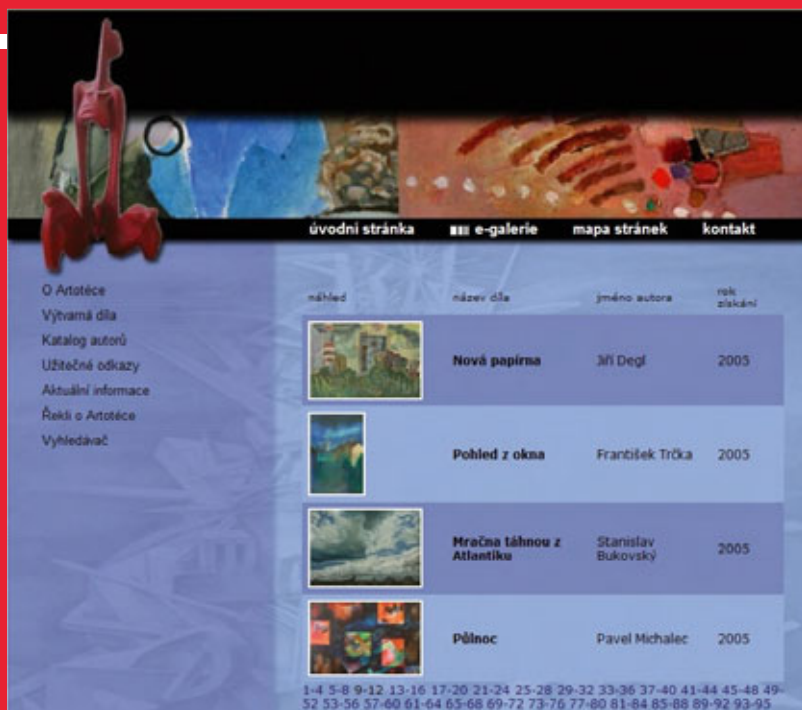 úvodní stránka e-galerie mapa stránek kontakt
O Artotéce
Výtvarná díla
Katalog autorů
Užitečné odkazy
Aktuální informace
Řekli o Artotéce
Vyhledávač
náhled název díla jméno autora rok
získání
Nová papírna Jiří Degl 2005
Pohled z okna František Trčka 2005
Mračna táhnou z Stanislav
Atlantiku Bukovský 2005
Půlnoc Pavel Michalec 2005
1-4 5-8 9-12 13-16 17-20 21-24 25-28 29-32 33-36 37-40 41-44 45-48 49-
52 53-56 57-60 61-64 65-68 69-72 73-76 77-80 81-84 85-88 89-92 93-95